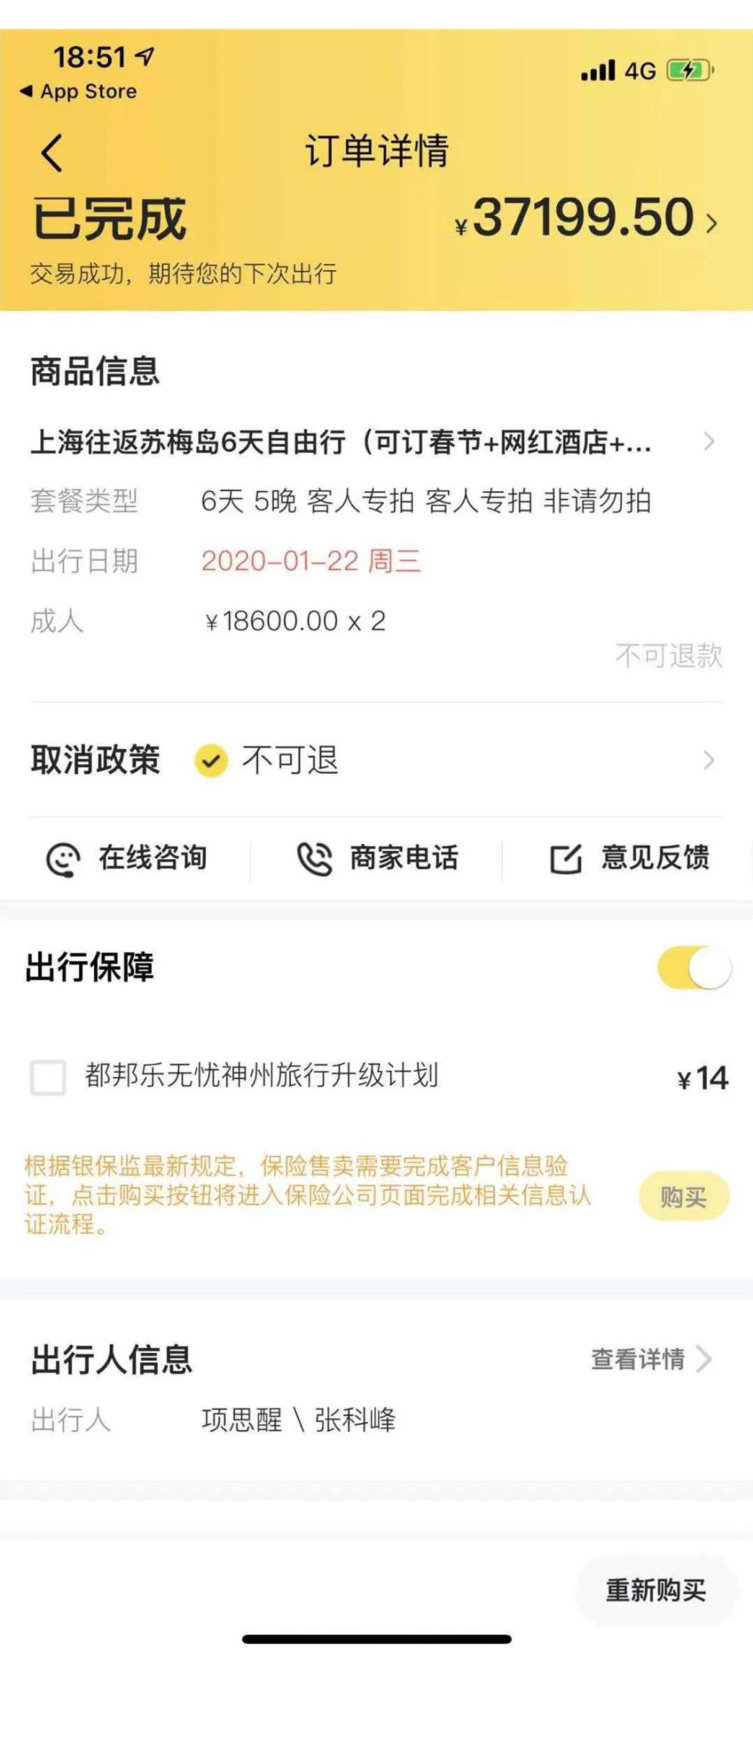 18:51
4G
App Store
订单详情
已完成
¥37199.50
交易成功，期待您的下次出行
商品信息
上海往返苏梅岛6天自由行（可订春节+网红酒店+...
套餐类型 6天 5晚 客人专拍 客人专拍 非请勿拍
出行日期 2020-01-22 周三
成人 ¥18600.00 x 2
不可退款
取消政策 不可退
在线咨询 商家电话 意见反馈
出行保障
都邦乐无忧神州旅行升级计划 ¥14
根据银保监最新规定，保险售卖需要完成客户信息验
证，点击购买按钮将进入保险公司页面完成相关信息认
证流程。
购买
出行人信息 查看详情
出行人 项思醒 \ 张科峰
重新购买